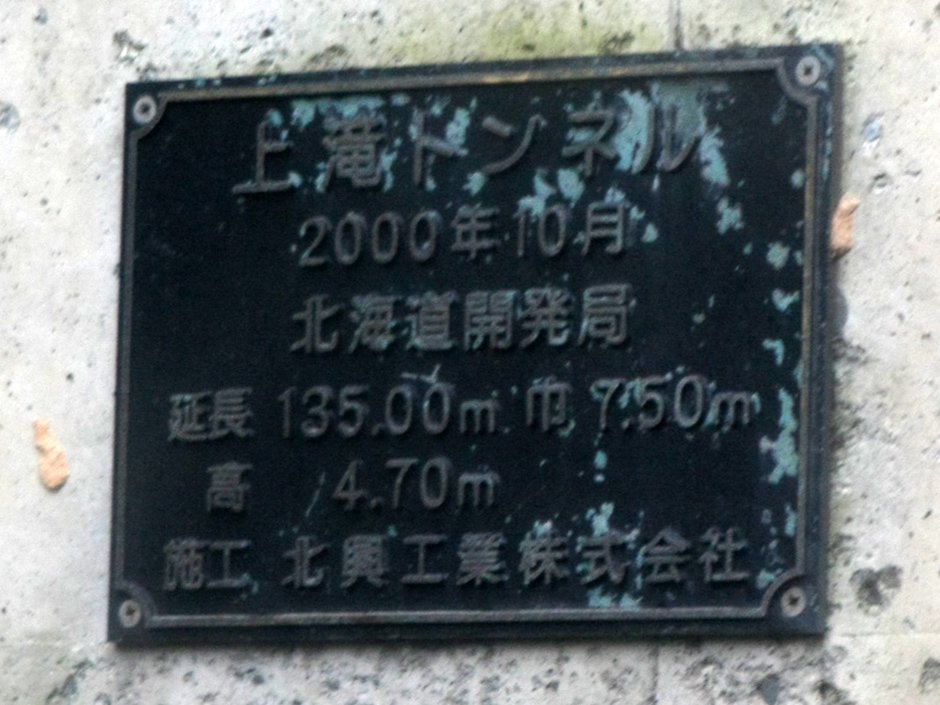 上滝トンネル
2000年10月
北海道開発局
延長 135.00m 巾 7.50m
高 4.70m
施工 北興工業株式会社